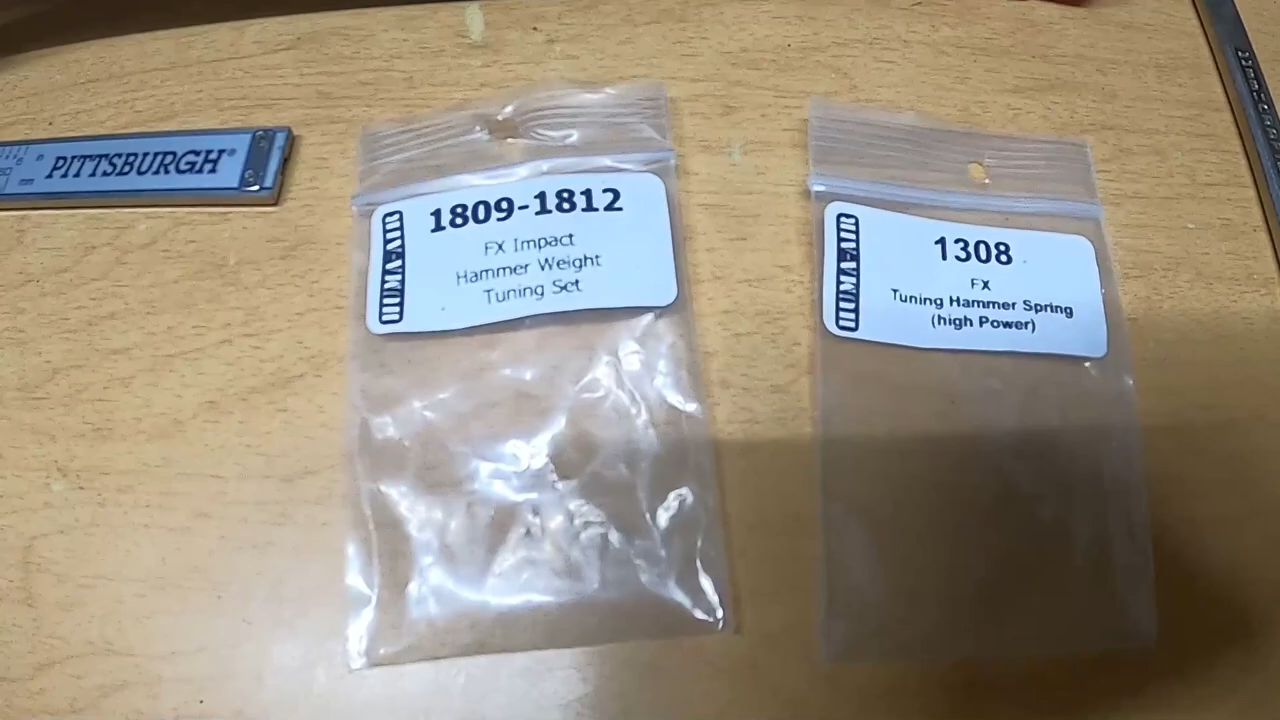 PITTSBURGH®
HUMA-AIR
1809-1812
FX Impact
Hammer Weight
Tuning Set
HUMA-AIR
1308
FX
Tuning Hammer Spring
(high Power)